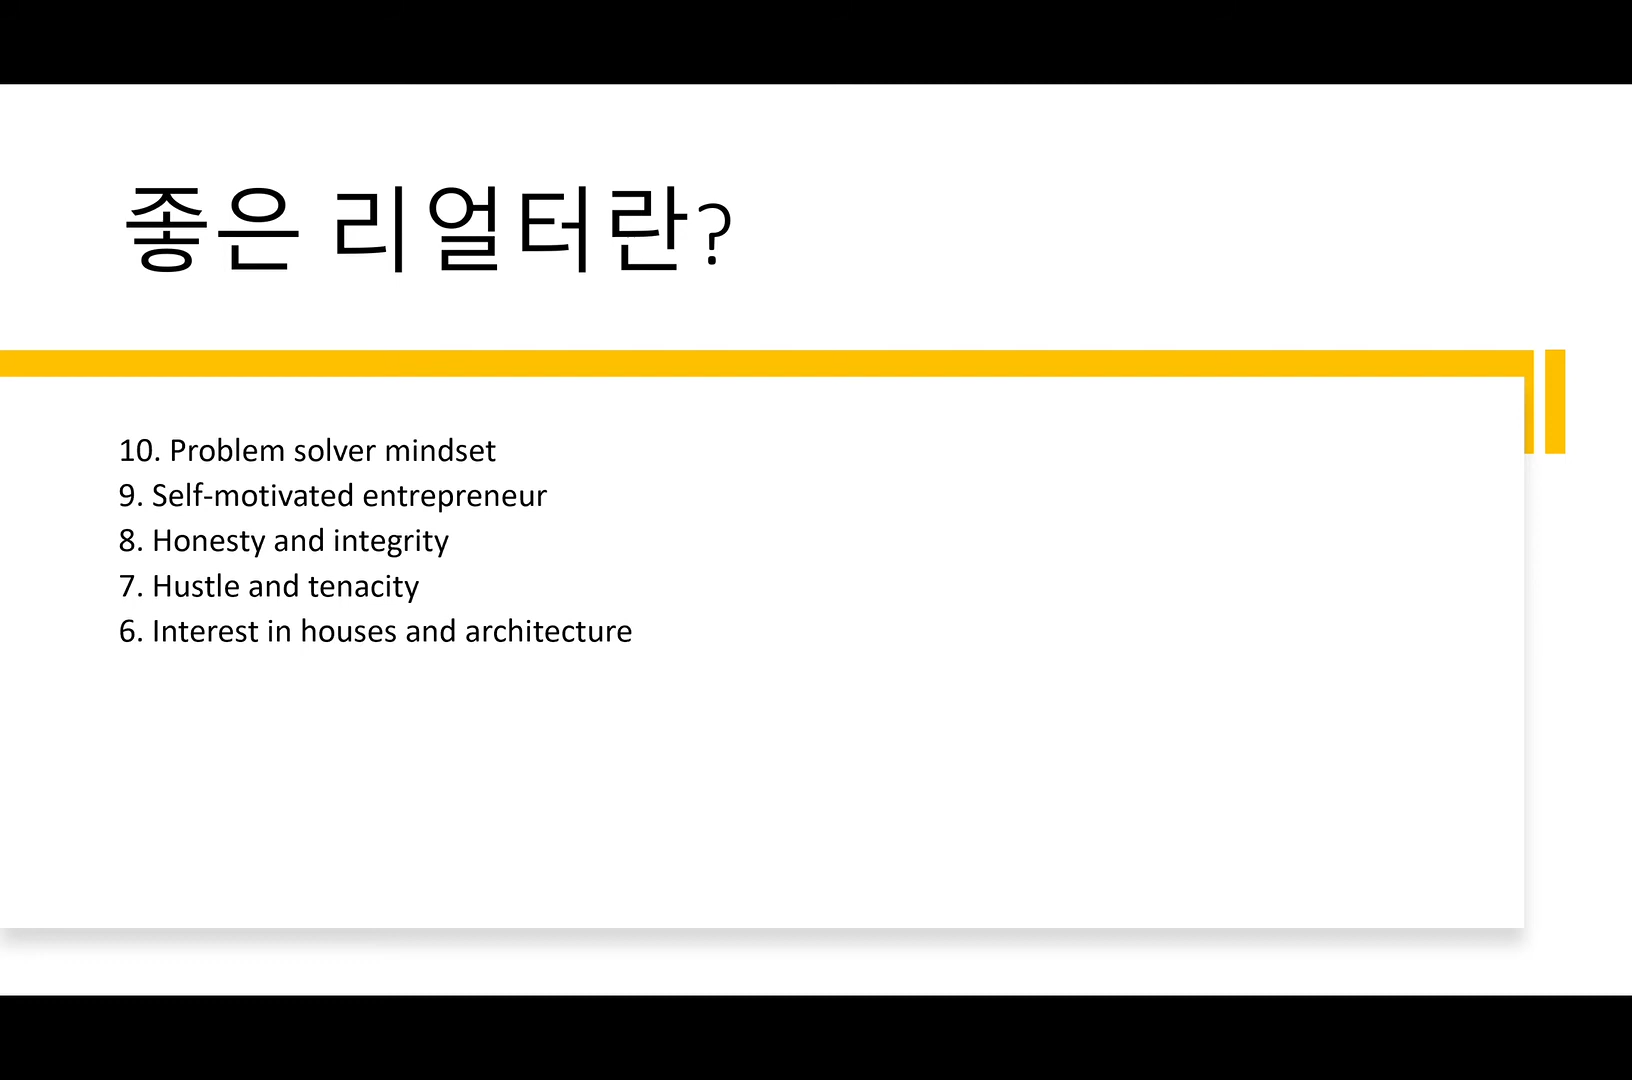 좋은 리얼터란?
10. Problem solver mindset
9. Self-motivated entrepreneur
8. Honesty and integrity
7. Hustle and tenacity
6. Interest in houses and architecture